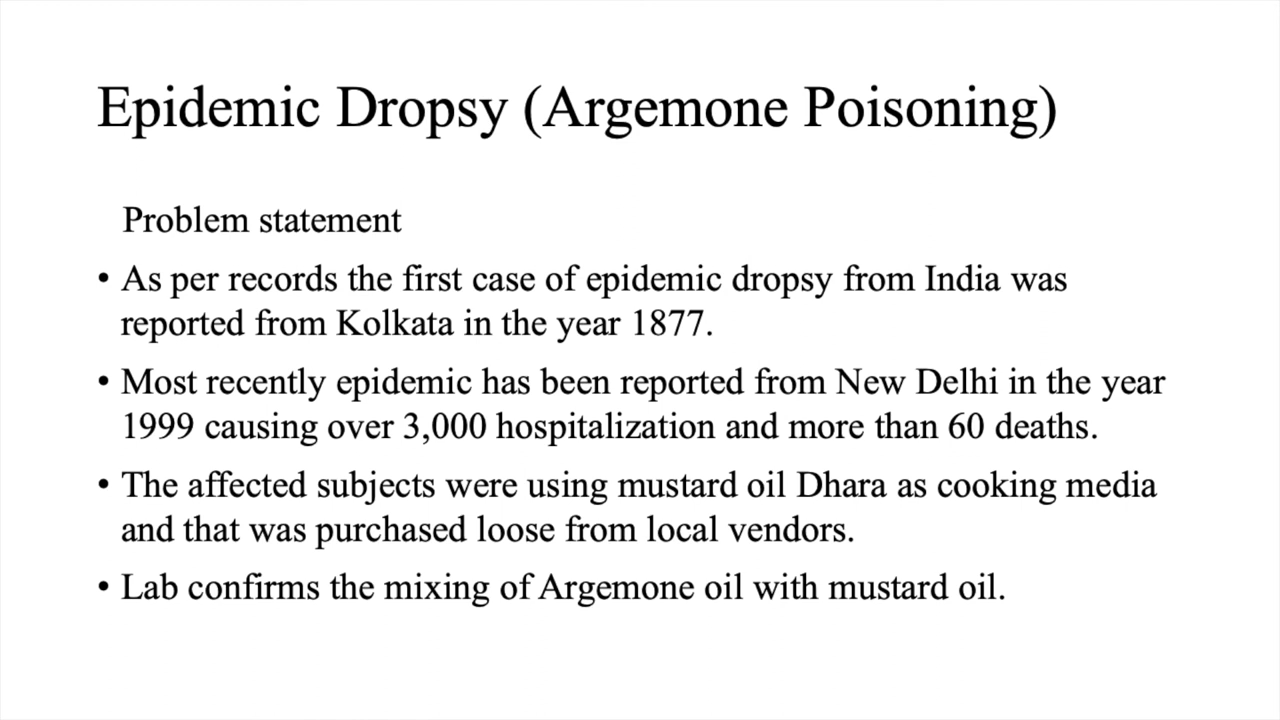 Epidemic Dropsy (Argemone Poisoning)
Problem statement
• As per records the first case of epidemic dropsy from India was
reported from Kolkata in the year 1877.
• Most recently epidemic has been reported from New Delhi in the year
1999 causing over 3,000 hospitalization and more than 60 deaths.
• The affected subjects were using mustard oil Dhara as cooking media
and that was purchased loose from local vendors.
• Lab confirms the mixing of Argemone oil with mustard oil.